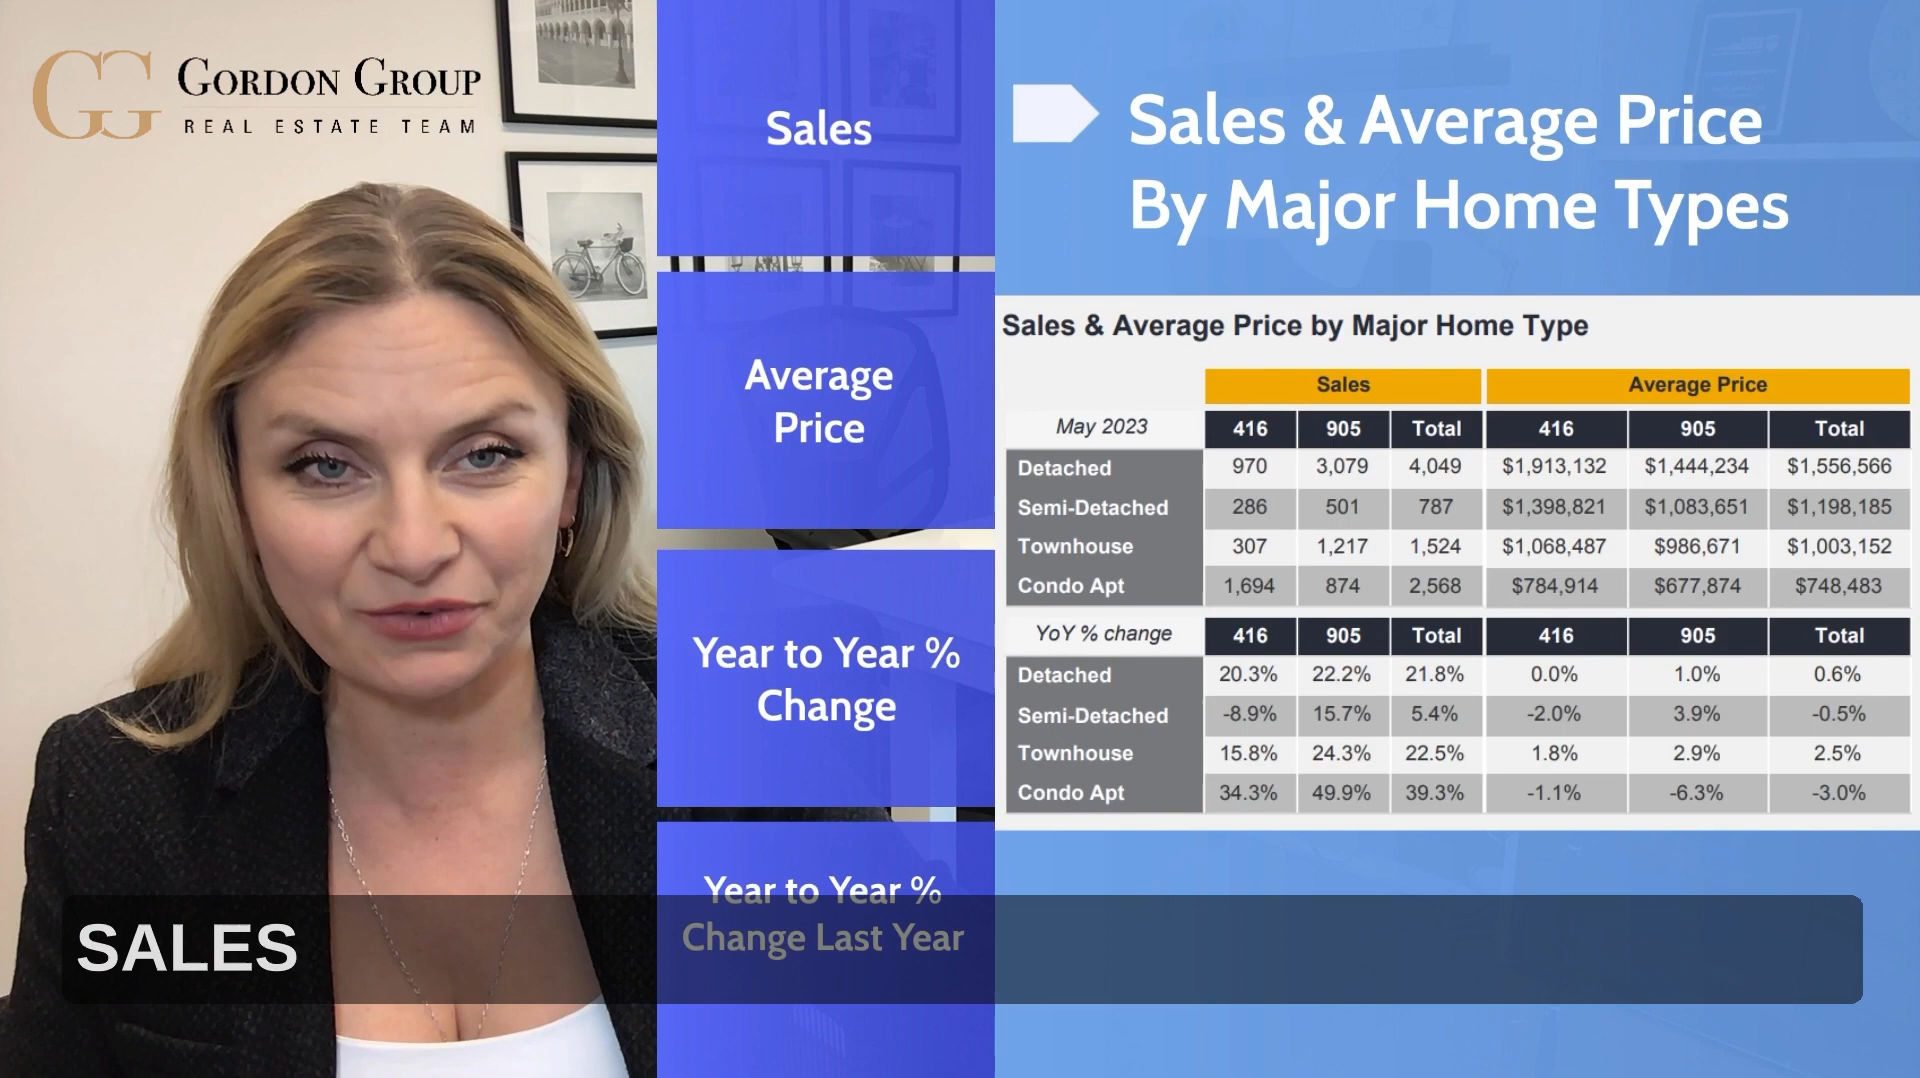 GG
GORDON GROUP
REAL ESTATE TEAM
Sales
Average
Price
Year to Year %
Change
Year to Year %
Change Last Year
SALES
Sales & Average Price
By Major Home Types
Sales & Average Price by Major Home Type
Sales Average Price
May 2023 416 905 Total 416 905 Total
Detached 970 3,079 4,049 $1,913,132 $1,444,234 $1,556,566
Semi-Detached 286 501 787 $1,398,821 $1,083,651 $1,198,185
Townhouse 307 1,217 1,524 $1,068,487 $986,671 $1,003,152
Condo Apt 1,694 874 2,568 $784,914 $677,874 $748,483
YoY % change 416 905 Total 416 905 Total
Detached 20.3% 22.2% 21.8% 0.0% 1.0% 0.6%
Semi-Detached -8.9% 15.7% 5.4% -2.0% 3.9% -0.5%
Townhouse 15.8% 24.3% 22.5% 1.8% 2.9% 2.5%
Condo Apt 34.3% 49.9% 39.3% -1.1% -6.3% -3.0%